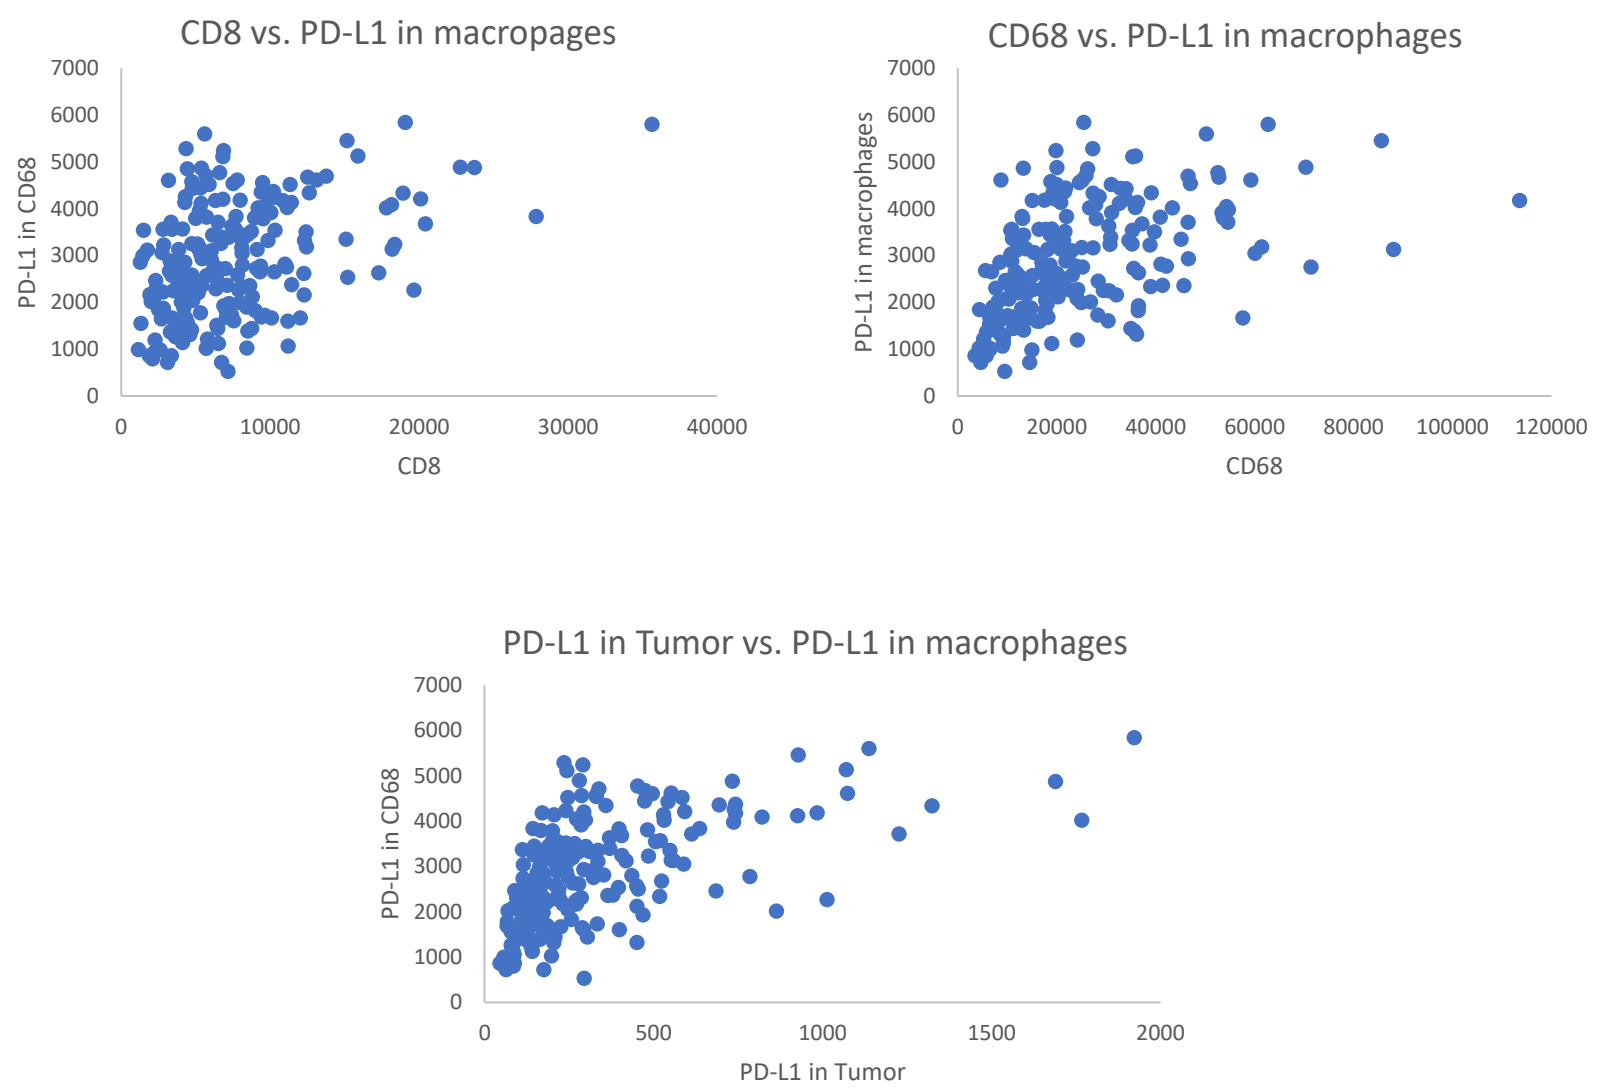 CD8 vs. PD-L1 in macropages
7000
6000
5000
4000
3000
2000
1000
0
PD-L1 in CD68
0 10000 20000 30000 40000
CD8
CD68 vs. PD-L1 in macrophages
7000
6000
5000
4000
3000
2000
1000
0
PD-L1 in macrophages
0 20000 40000 60000 80000 100000 120000
CD68
PD-L1 in Tumor vs. PD-L1 in macrophages
7000
6000
5000
4000
3000
2000
1000
0
PD-L1 in CD68
0 500 1000 1500 2000
PD-L1 in Tumor